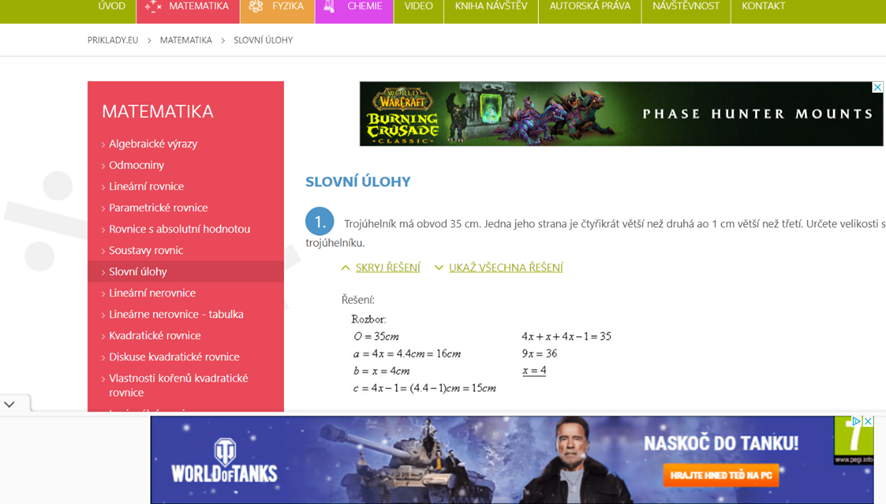 ÚVOD MATEMATIKA FYZIKA CHEMIE VIDEO KNIHA NÁVŠTĚV AUTORSKÁ PRÁVA NÁVŠTĚVNOST KONTAKT
PRIKLADY.EU > MATEMATIKA > SLOVNÍ ÚLOHY
MATEMATIKA
Algebraické výrazy
Odmocniny
Lineární rovnice
Parametrické rovnice
Rovnice s absolutní hodnotou
Soustavy rovnic
Slovní úlohy
Lineární nerovnice
Lineárne nerovnice - tabulka
Kvadratické rovnice
Diskuse kvadratické rovnice
Vlastnosti kořenů kvadratické
rovnice
WORLD OF WARCRAFT
BURNING
CRUSADE
CLASSIC
PHASE HUNTER MOUNTS
SLOVNÍ ÚLOHY
1. Trojúhelník má obvod 35 cm. Jedna jeho strana je čtyřikrát větší než druhá ao 1 cm větší než třetí. Určete velikosti s
trojúhelníku.
SKRYJ ŘEŠENÍ UKAŽ VŠECHNA ŘEŠENÍ
Řešení:
Rozbor:
O = 35cm 4x + x + 4x − 1 = 35
a = 4x = 4.4cm = 16cm 9x = 36
b = x = 4cm x = 4
c = 4x − 1 = (4.4 − 1)cm = 15cm
WORLD OF TANKS
NASKOČ DO TANKU!
HRAJTE HNED TEĎ NA PC
7
www.pegi.info